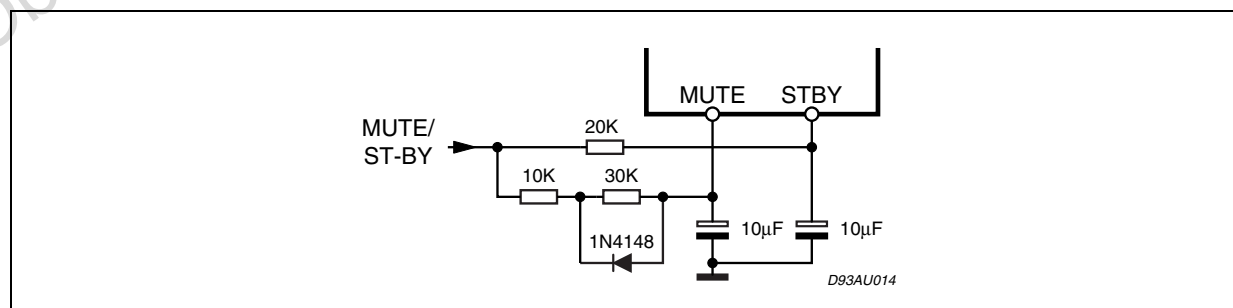 MUTE STBY
MUTE/
ST-BY
20K
10K 30K
1N4148
10μF 10μF
D93AU014